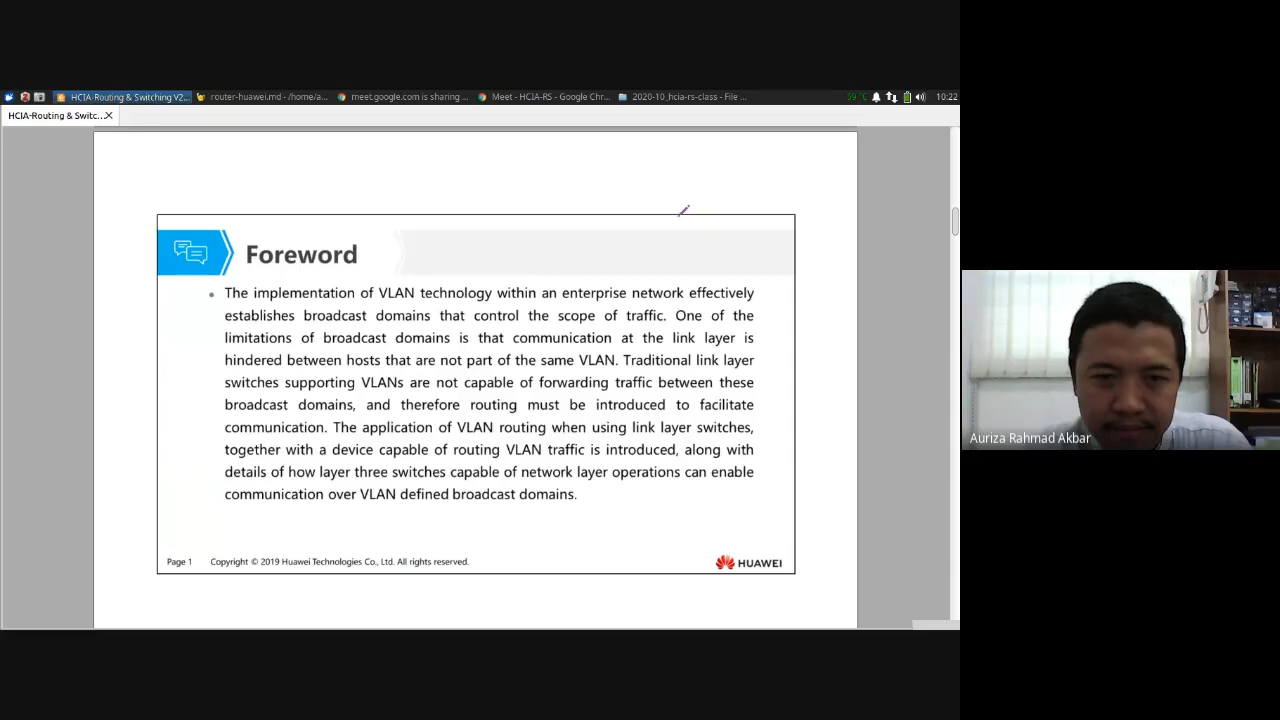 HCIA-Routing & Switching V2...
router-huawei.md - /home/a...
meet.google.com is sharing ...
Meet - HCIA-RS - Google Chr...
2020-10_hcia-rs-class - File ...
59 °C
10:22
HCIA-Routing & Switc...
Foreword
The implementation of VLAN technology within an enterprise network effectively
establishes broadcast domains that control the scope of traffic. One of the
limitations of broadcast domains is that communication at the link layer is
hindered between hosts that are not part of the same VLAN. Traditional link layer
switches supporting VLANs are not capable of forwarding traffic between these
broadcast domains, and therefore routing must be introduced to facilitate
communication. The application of VLAN routing when using link layer switches,
together with a device capable of routing VLAN traffic is introduced, along with
details of how layer three switches capable of network layer operations can enable
communication over VLAN defined broadcast domains.
Page 1 Copyright © 2019 Huawei Technologies Co., Ltd. All rights reserved.
HUAWEI
Auriza Rahmad Akbar